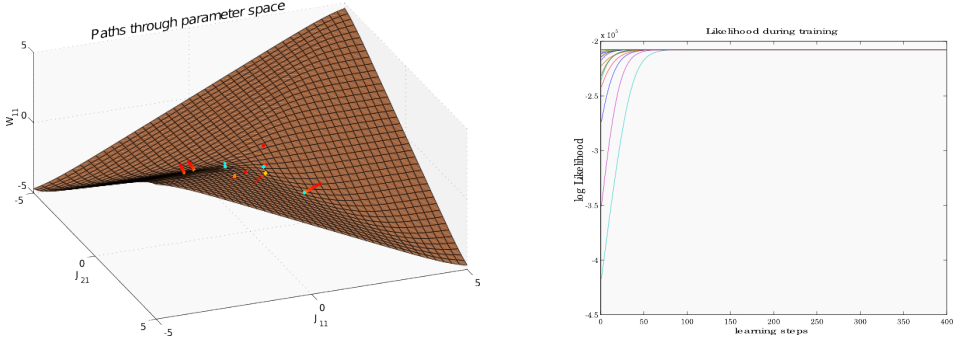 Paths through parameter space
5
0
-5
W11
-5
0
5
J21
-5
0
5
J11
Likelihood during training
x 10^5
-2
-2.5
-3
-3.5
-4
-4.5
log Likelihood
0 50 100 150 200 250 300 350 400
learning steps